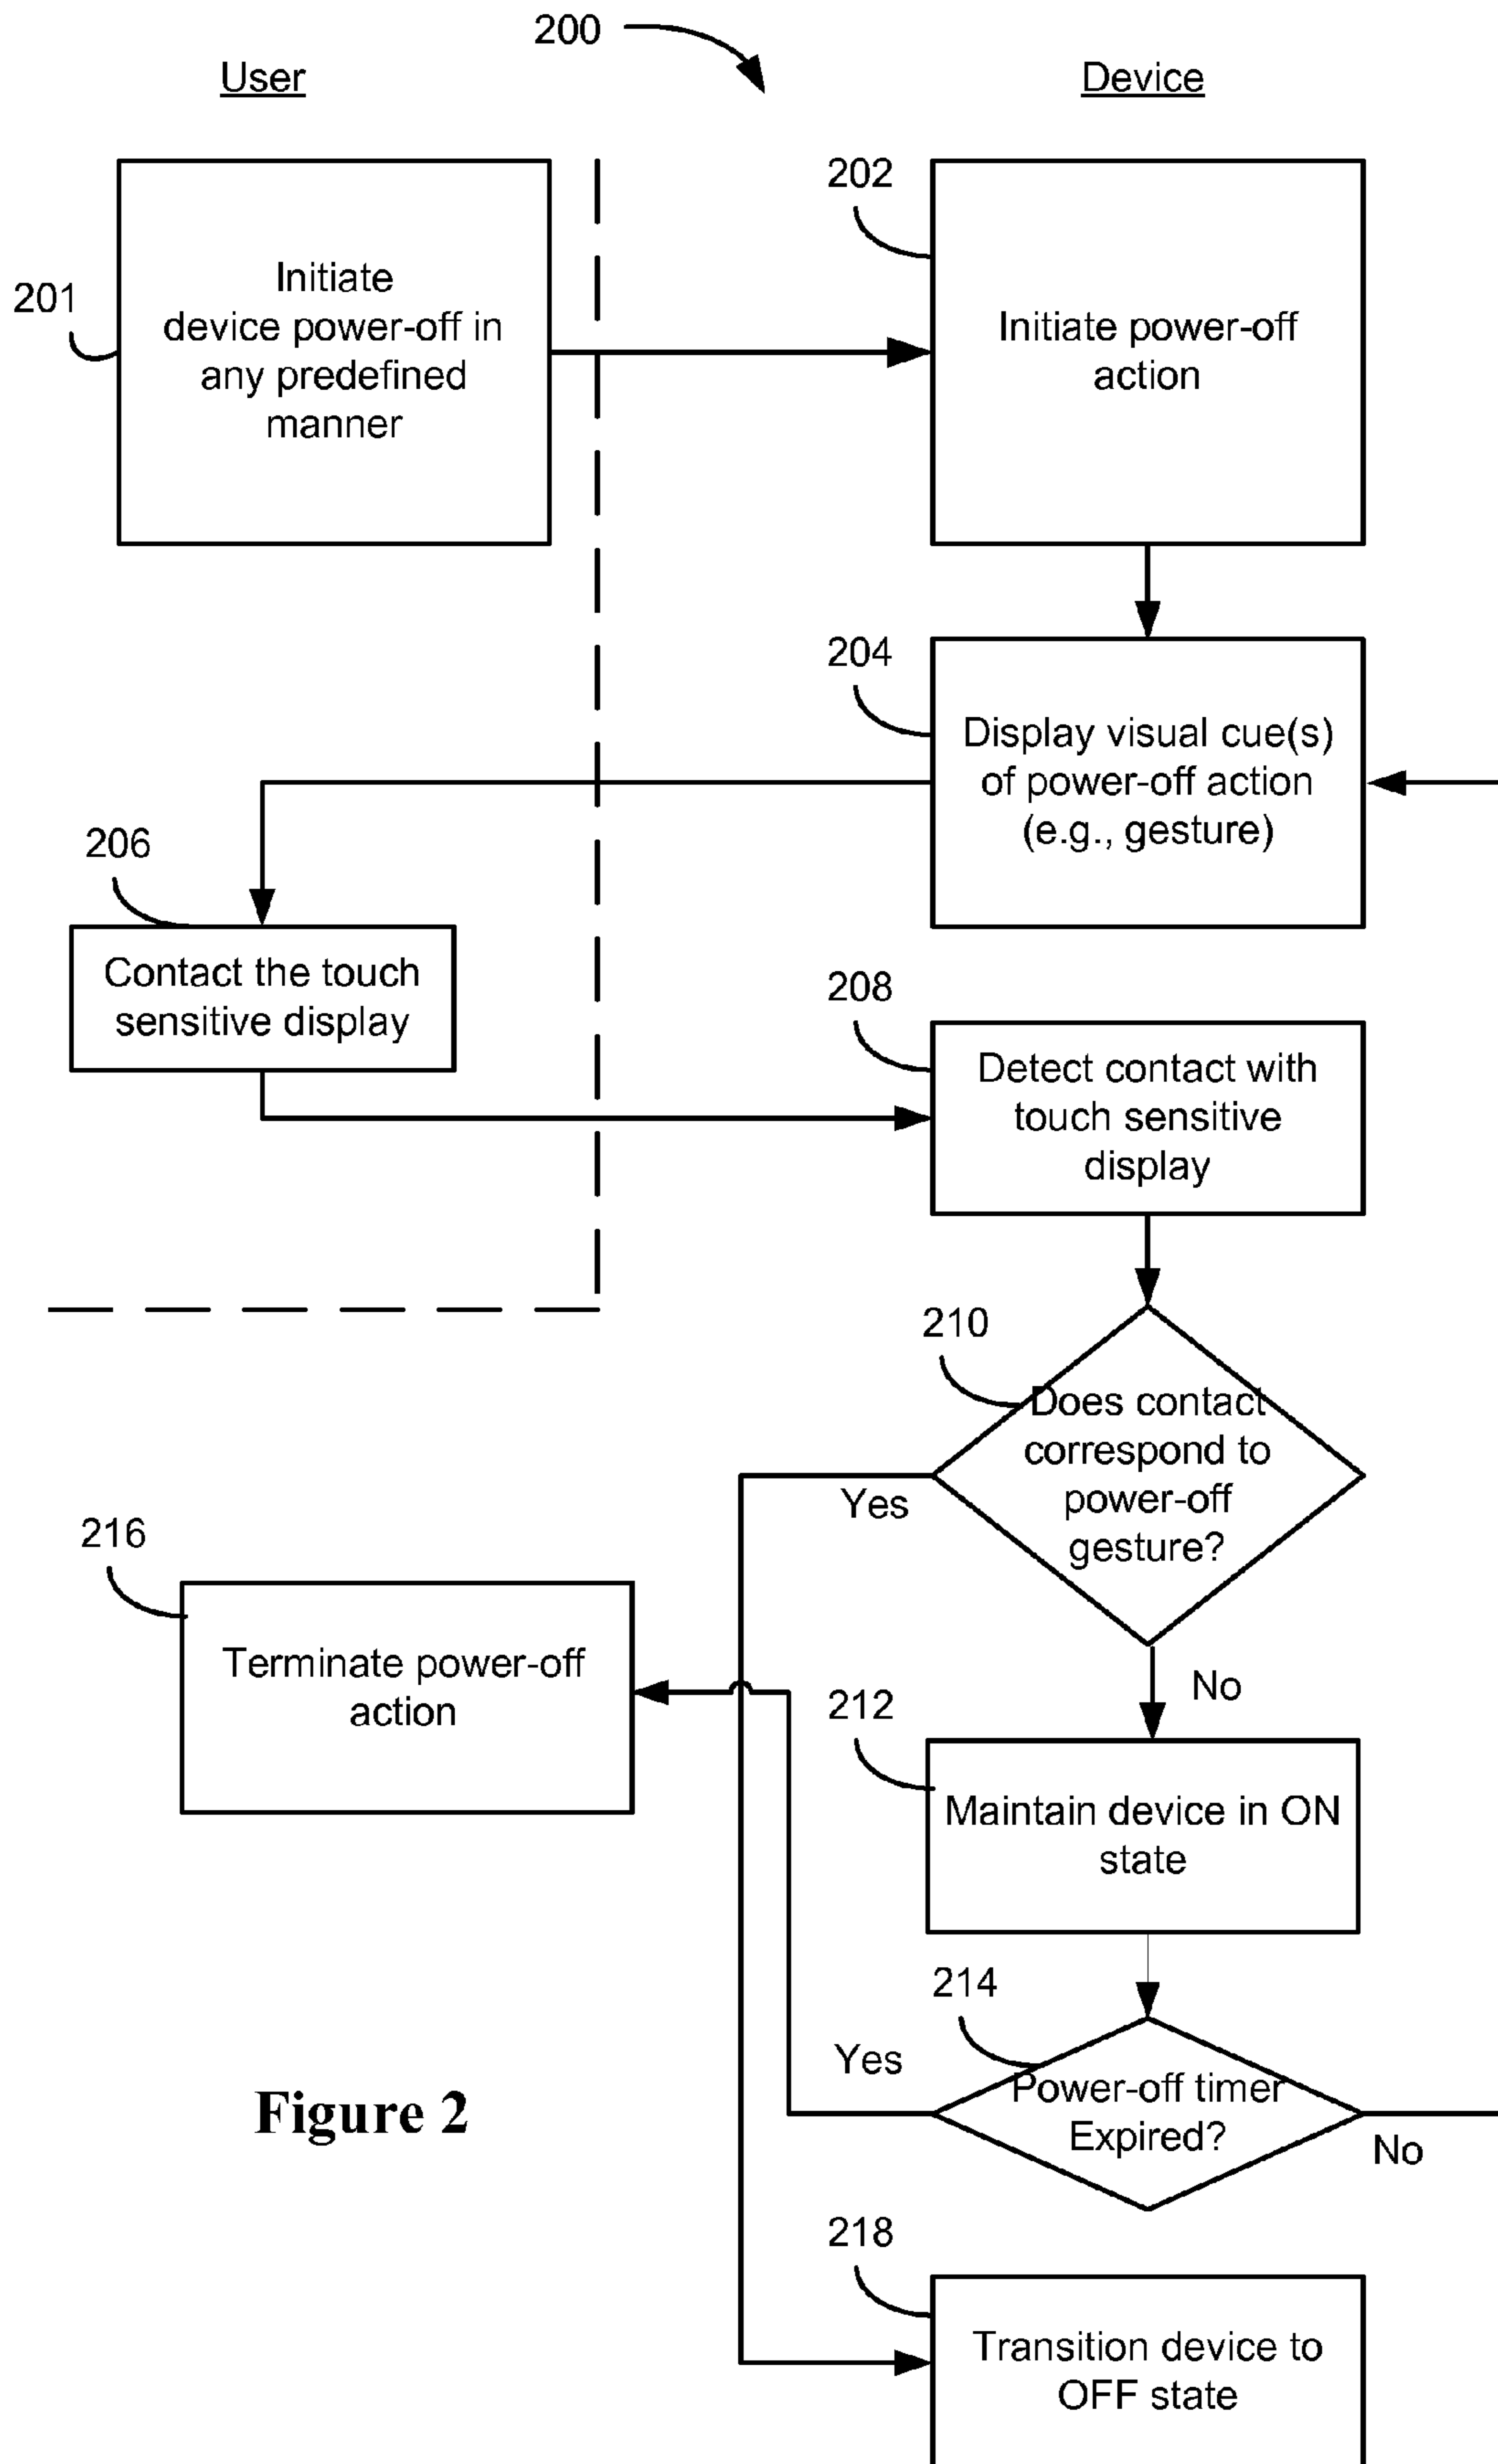 200
User
Device
201
Initiate
device power-off in
any predefined
manner
202
Initiate power-off
action
204
Display visual cue(s)
of power-off action
(e.g., gesture)
206
Contact the touch
sensitive display
208
Detect contact with
touch sensitive
display
210
Does contact
correspond to
power-off
gesture?
Yes
No
216
Terminate power-off
action
212
Maintain device in ON
state
214
Power-off timer
Expired?
Yes
No
218
Transition device to
OFF state
Figure 2